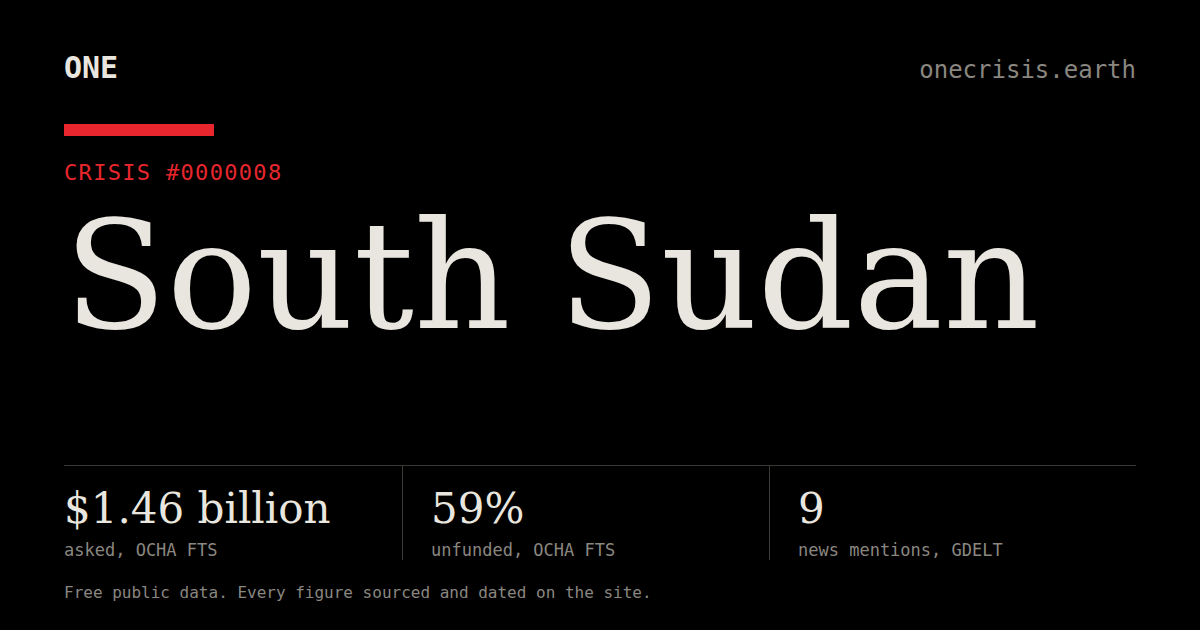 ONE
onecrisis.earth
CRISIS #0000008
South Sudan
$1.46 billion
asked, OCHA FTS
59%
unfunded, OCHA FTS
9
news mentions, GDELT
Free public data. Every figure sourced and dated on the site.